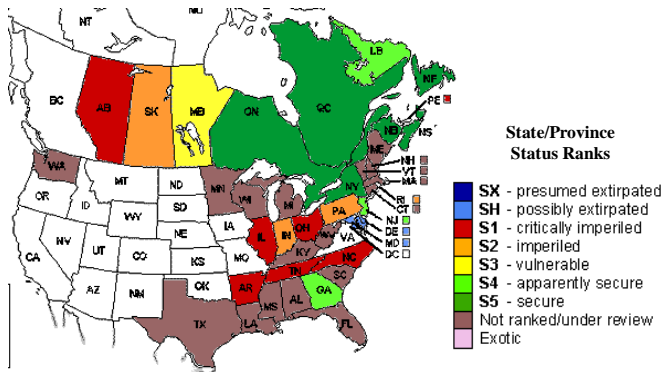 NT
LB
BC
AB
SK
MB
ON
QC
NF
PE
NB
NS
WA
MT
ND
MN
WI
MI
NY
ME
NH
VT
MA
RI
CT
OR
ID
WY
SD
IA
NE
PA
NJ
DE
MD
DC
NV
UT
CO
KS
MO
IL
IN
OH
WV
VA
KY
CA
AZ
NM
OK
AR
TN
NC
SC
TX
LA
MS
AL
GA
FL
State/Province
Status Ranks
SX - presumed extirpated
SH - possibly extirpated
S1 - critically imperiled
S2 - imperiled
S3 - vulnerable
S4 - apparently secure
S5 - secure
Not ranked/under review
Exotic